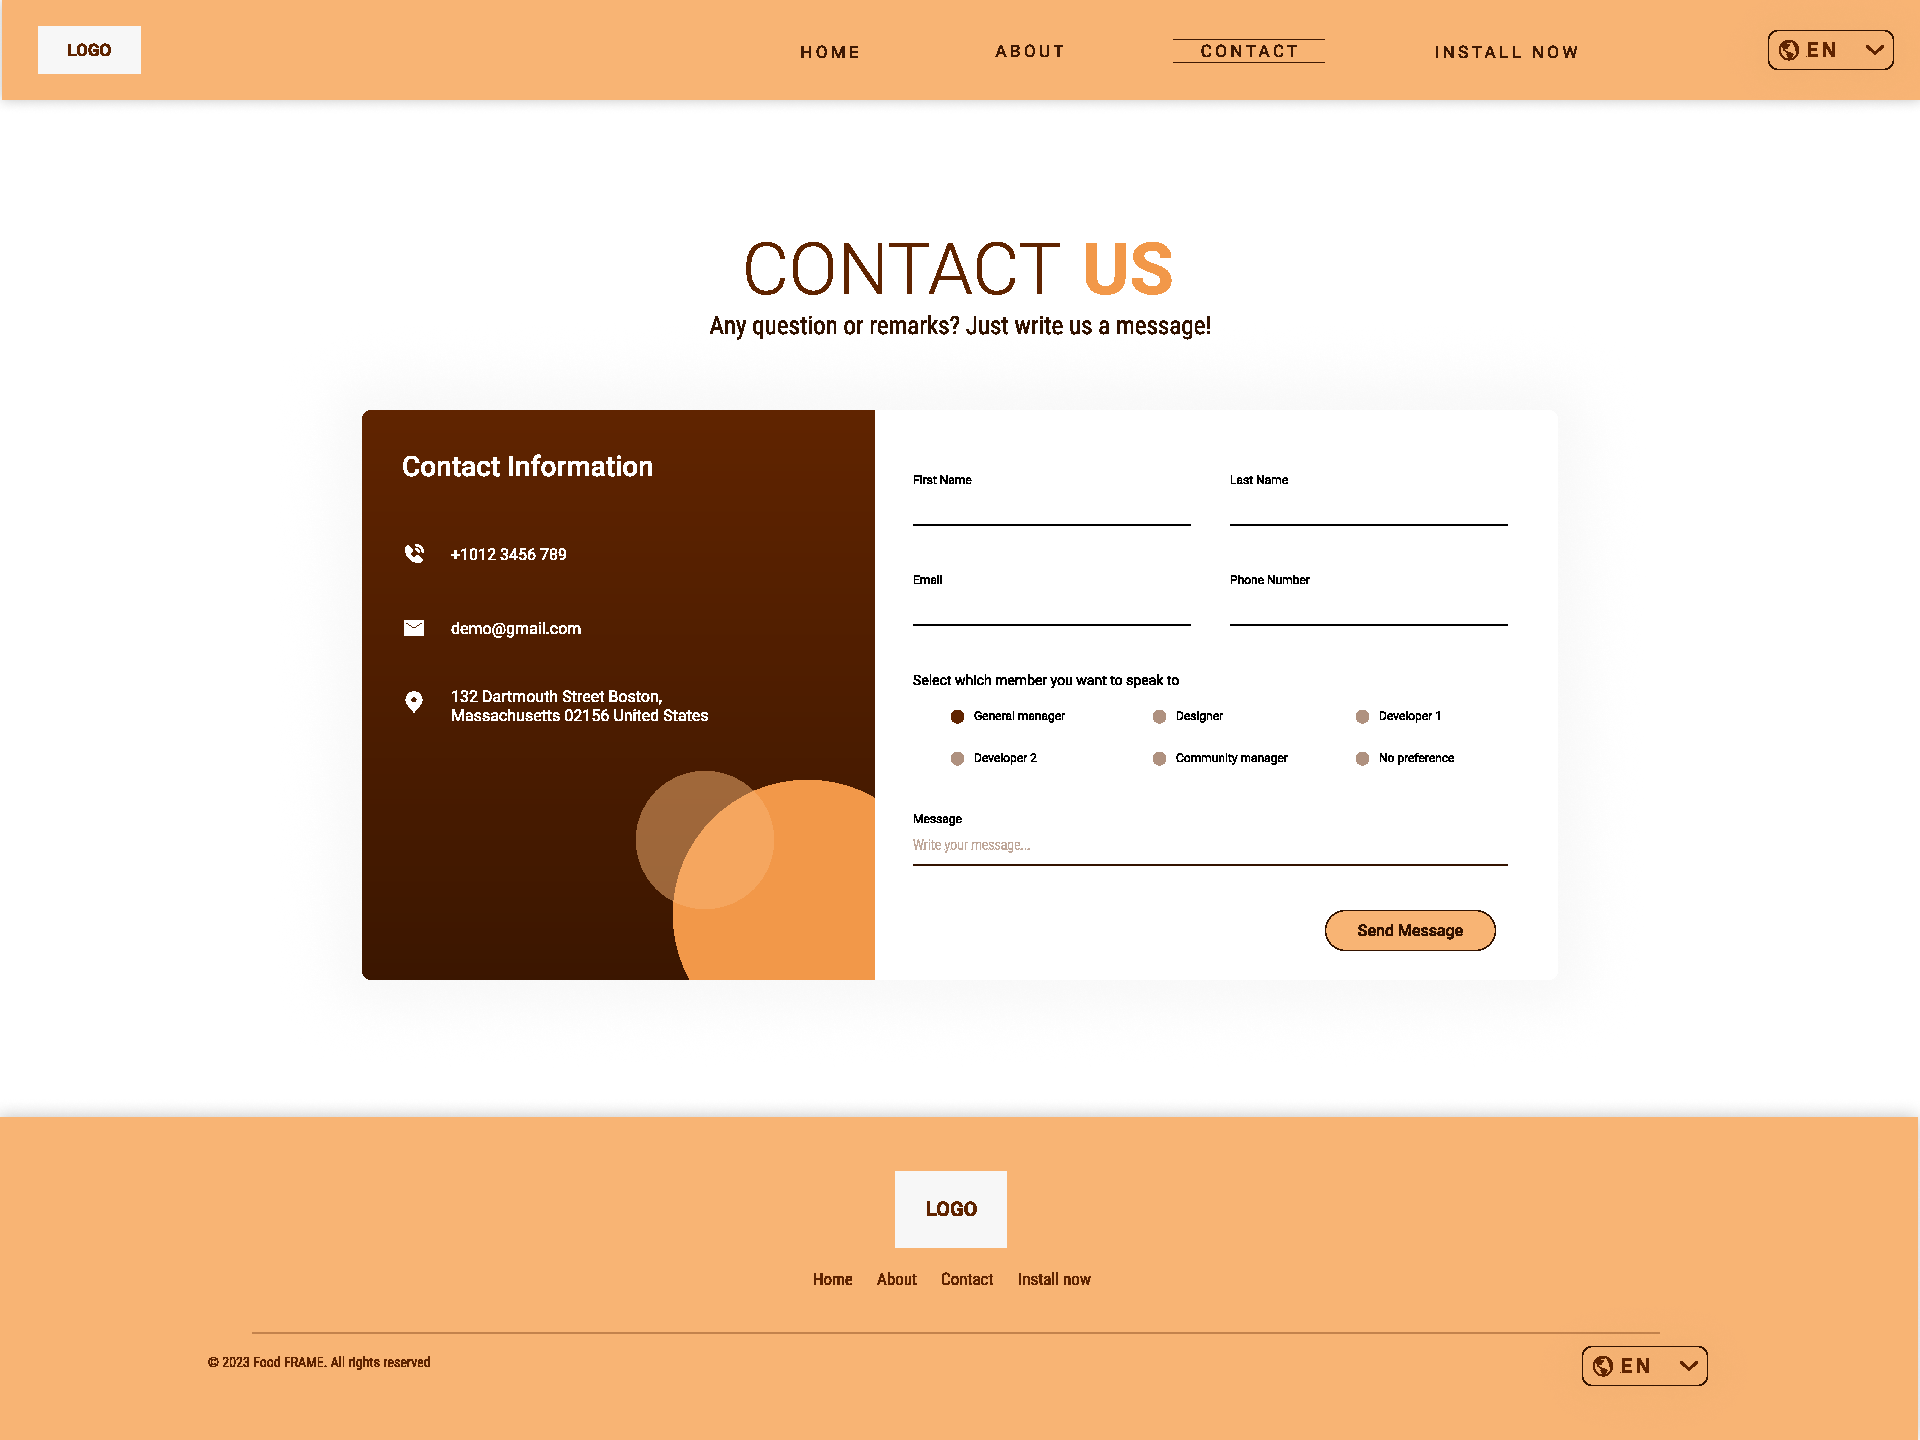 LOGO
HOME ABOUT CONTACT INSTALL NOW EN
CONTACT US
Any question or remarks? Just write us a message!
Contact Information
+1012 3456 789
demo@gmail.com
132 Dartmouth Street Boston,
Massachusetts 02156 United States
First Name Last Name
Email Phone Number
Select which member you want to speak to
General manager Designer Developer 1
Developer 2 Community manager No preference
Message
Write your message...
Send Message
LOGO
Home About Contact Install now
© 2023 Food FRAME. All rights reserved EN